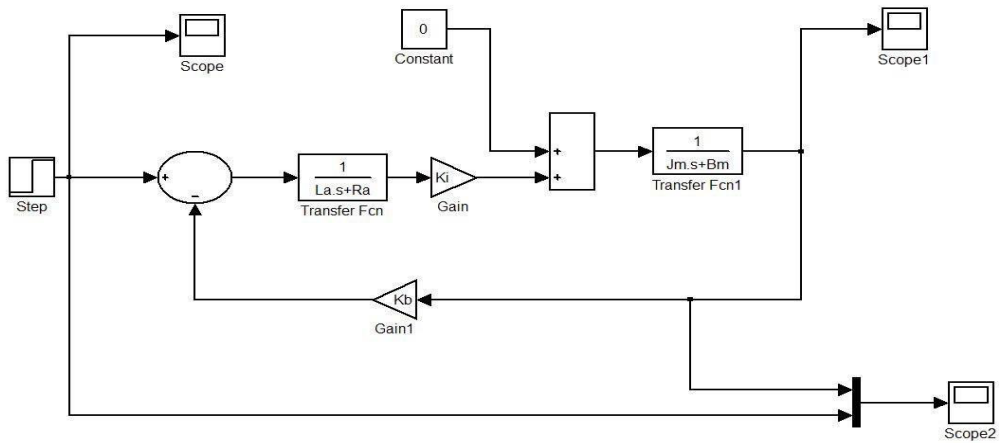 Scope
0
Constant
Scope1
Step
+
−
1
La.s+Ra
Transfer Fcn
Ki
Gain
+
+
1
Jm.s+Bm
Transfer Fcn1
Kb
Gain1
Scope2